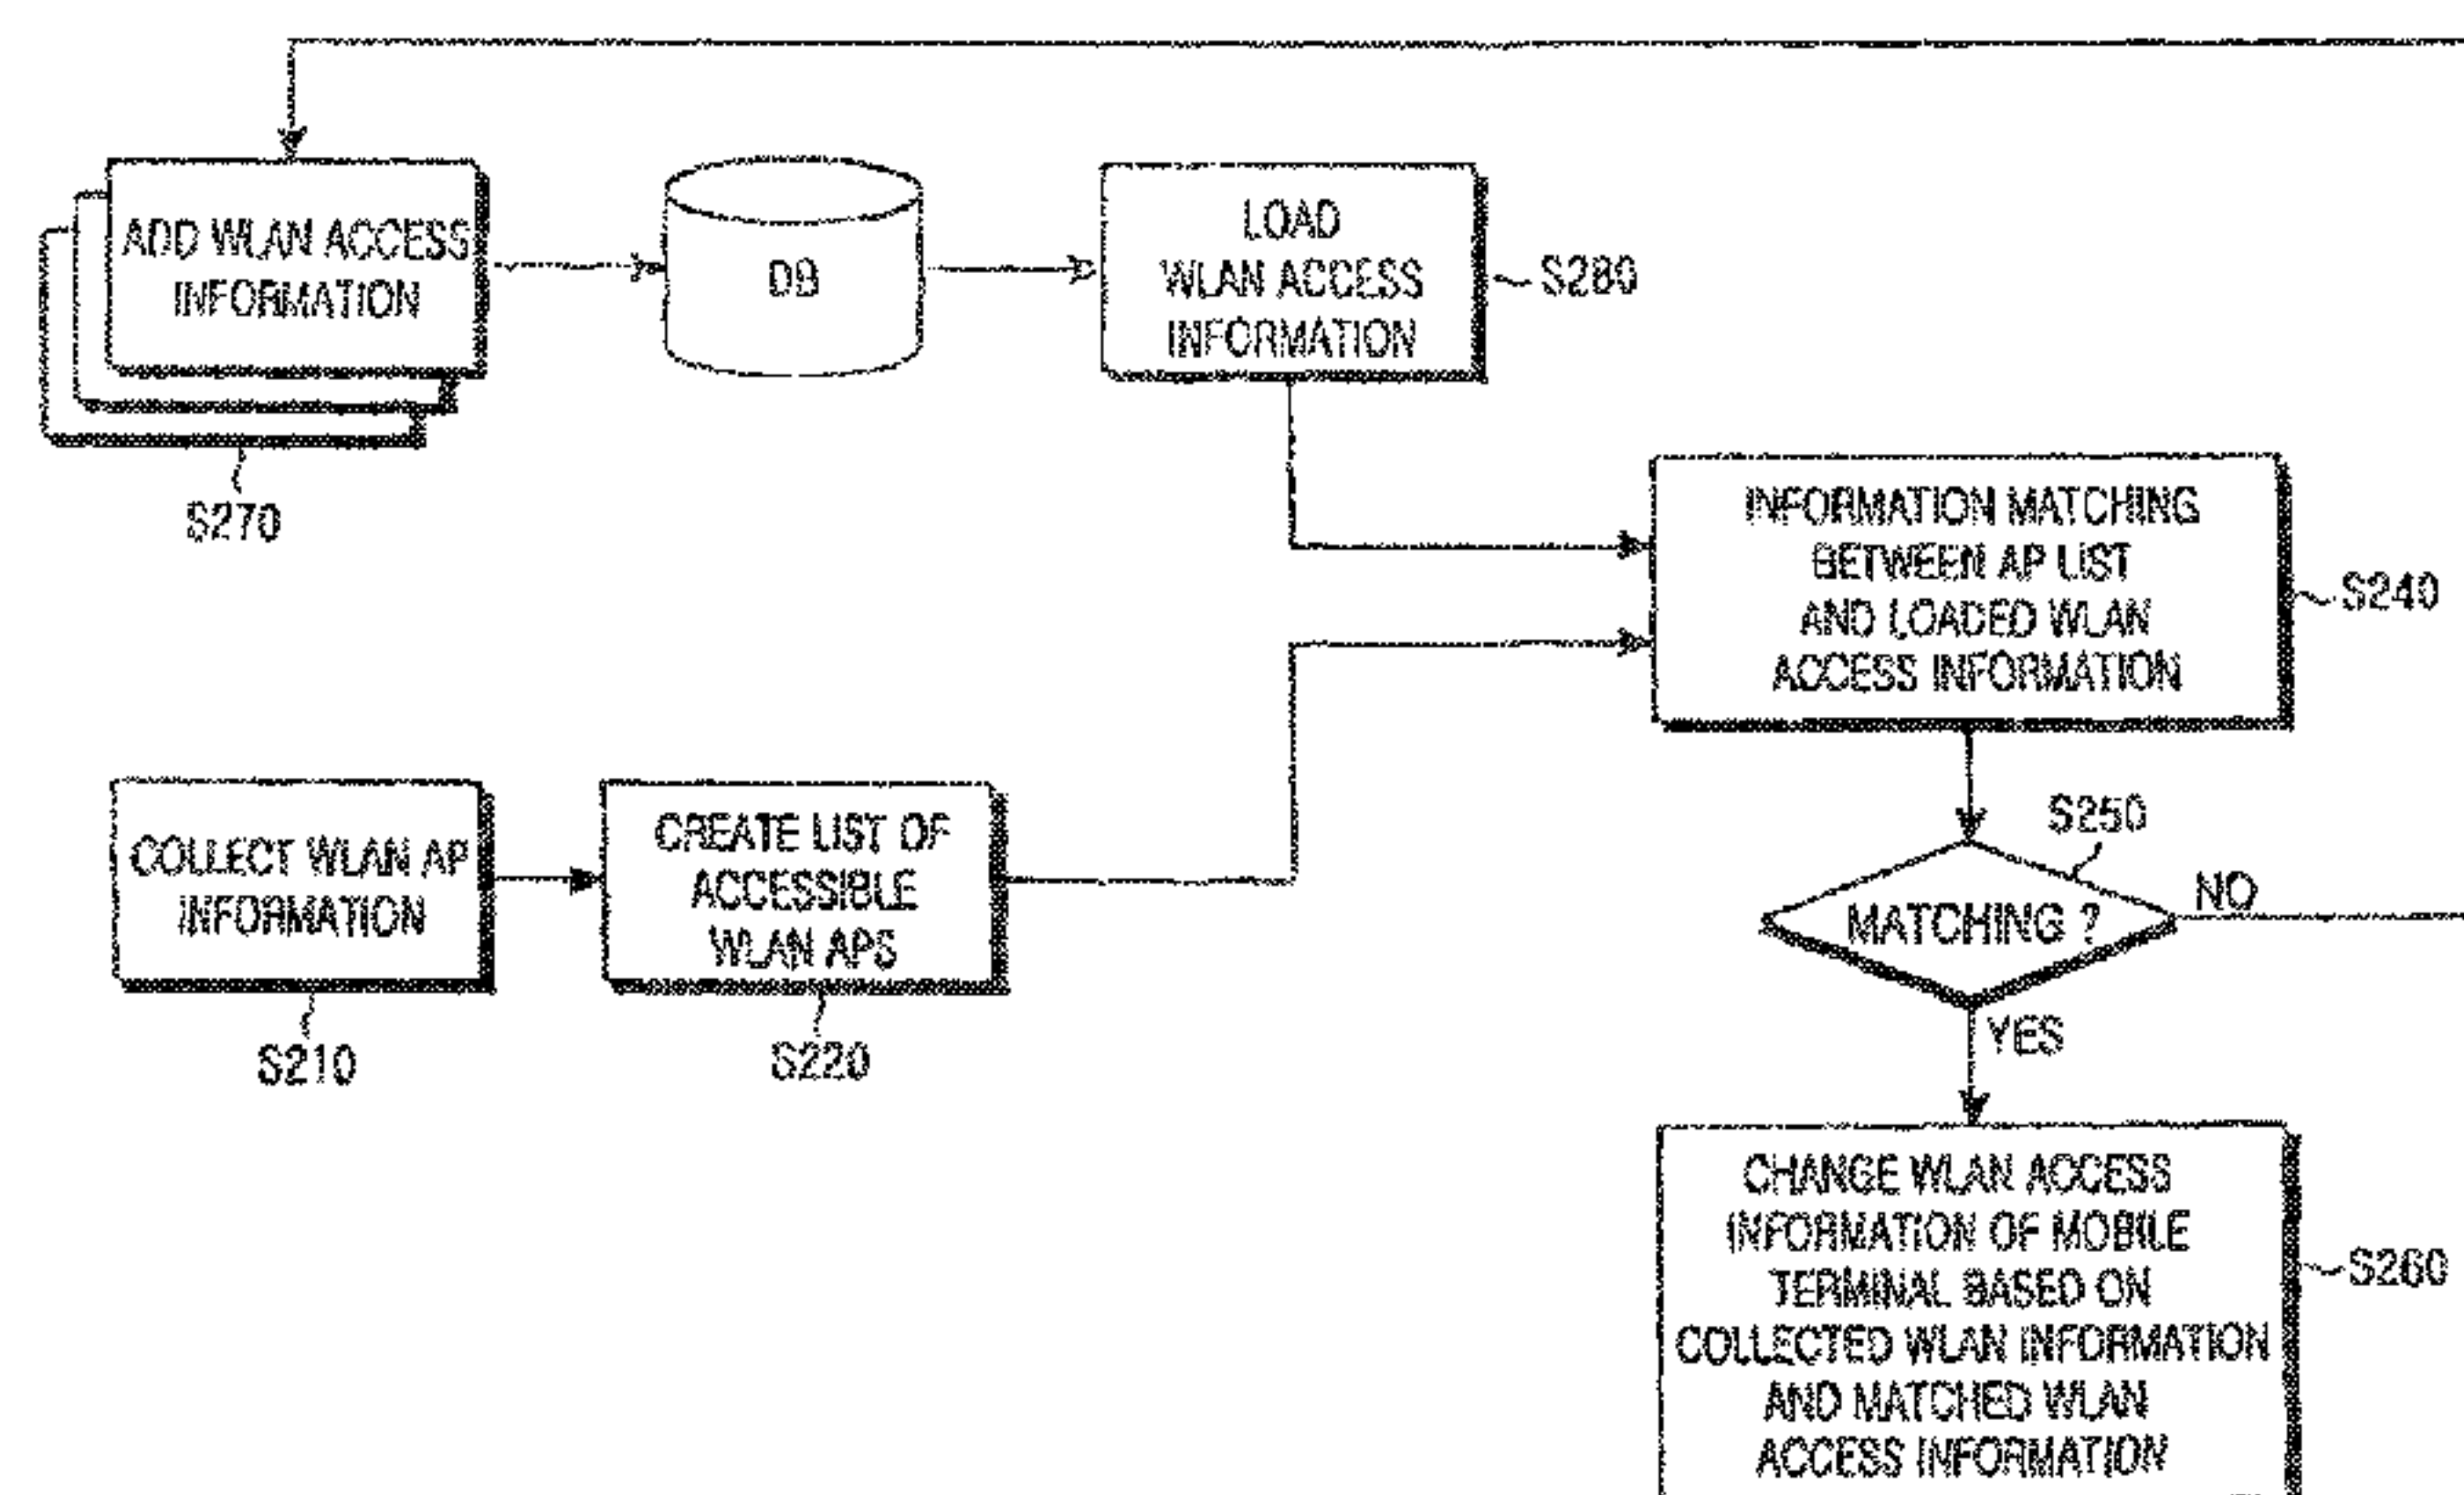 ADD WLAN ACCESS
INFORMATION
S270
DB
LOAD
WLAN ACCESS
INFORMATION
S280
INFORMATION MATCHING
BETWEEN AP LIST
AND LOADED WLAN
ACCESS INFORMATION
S240
COLLECT WLAN AP
INFORMATION
S210
CREATE LIST OF
ACCESSIBLE
WLAN APS
S220
S250
MATCHING ?
NO
YES
CHANGE WLAN ACCESS
INFORMATION OF MOBILE
TERMINAL BASED ON
COLLECTED WLAN INFORMATION
AND MATCHED WLAN
ACCESS INFORMATION
S260